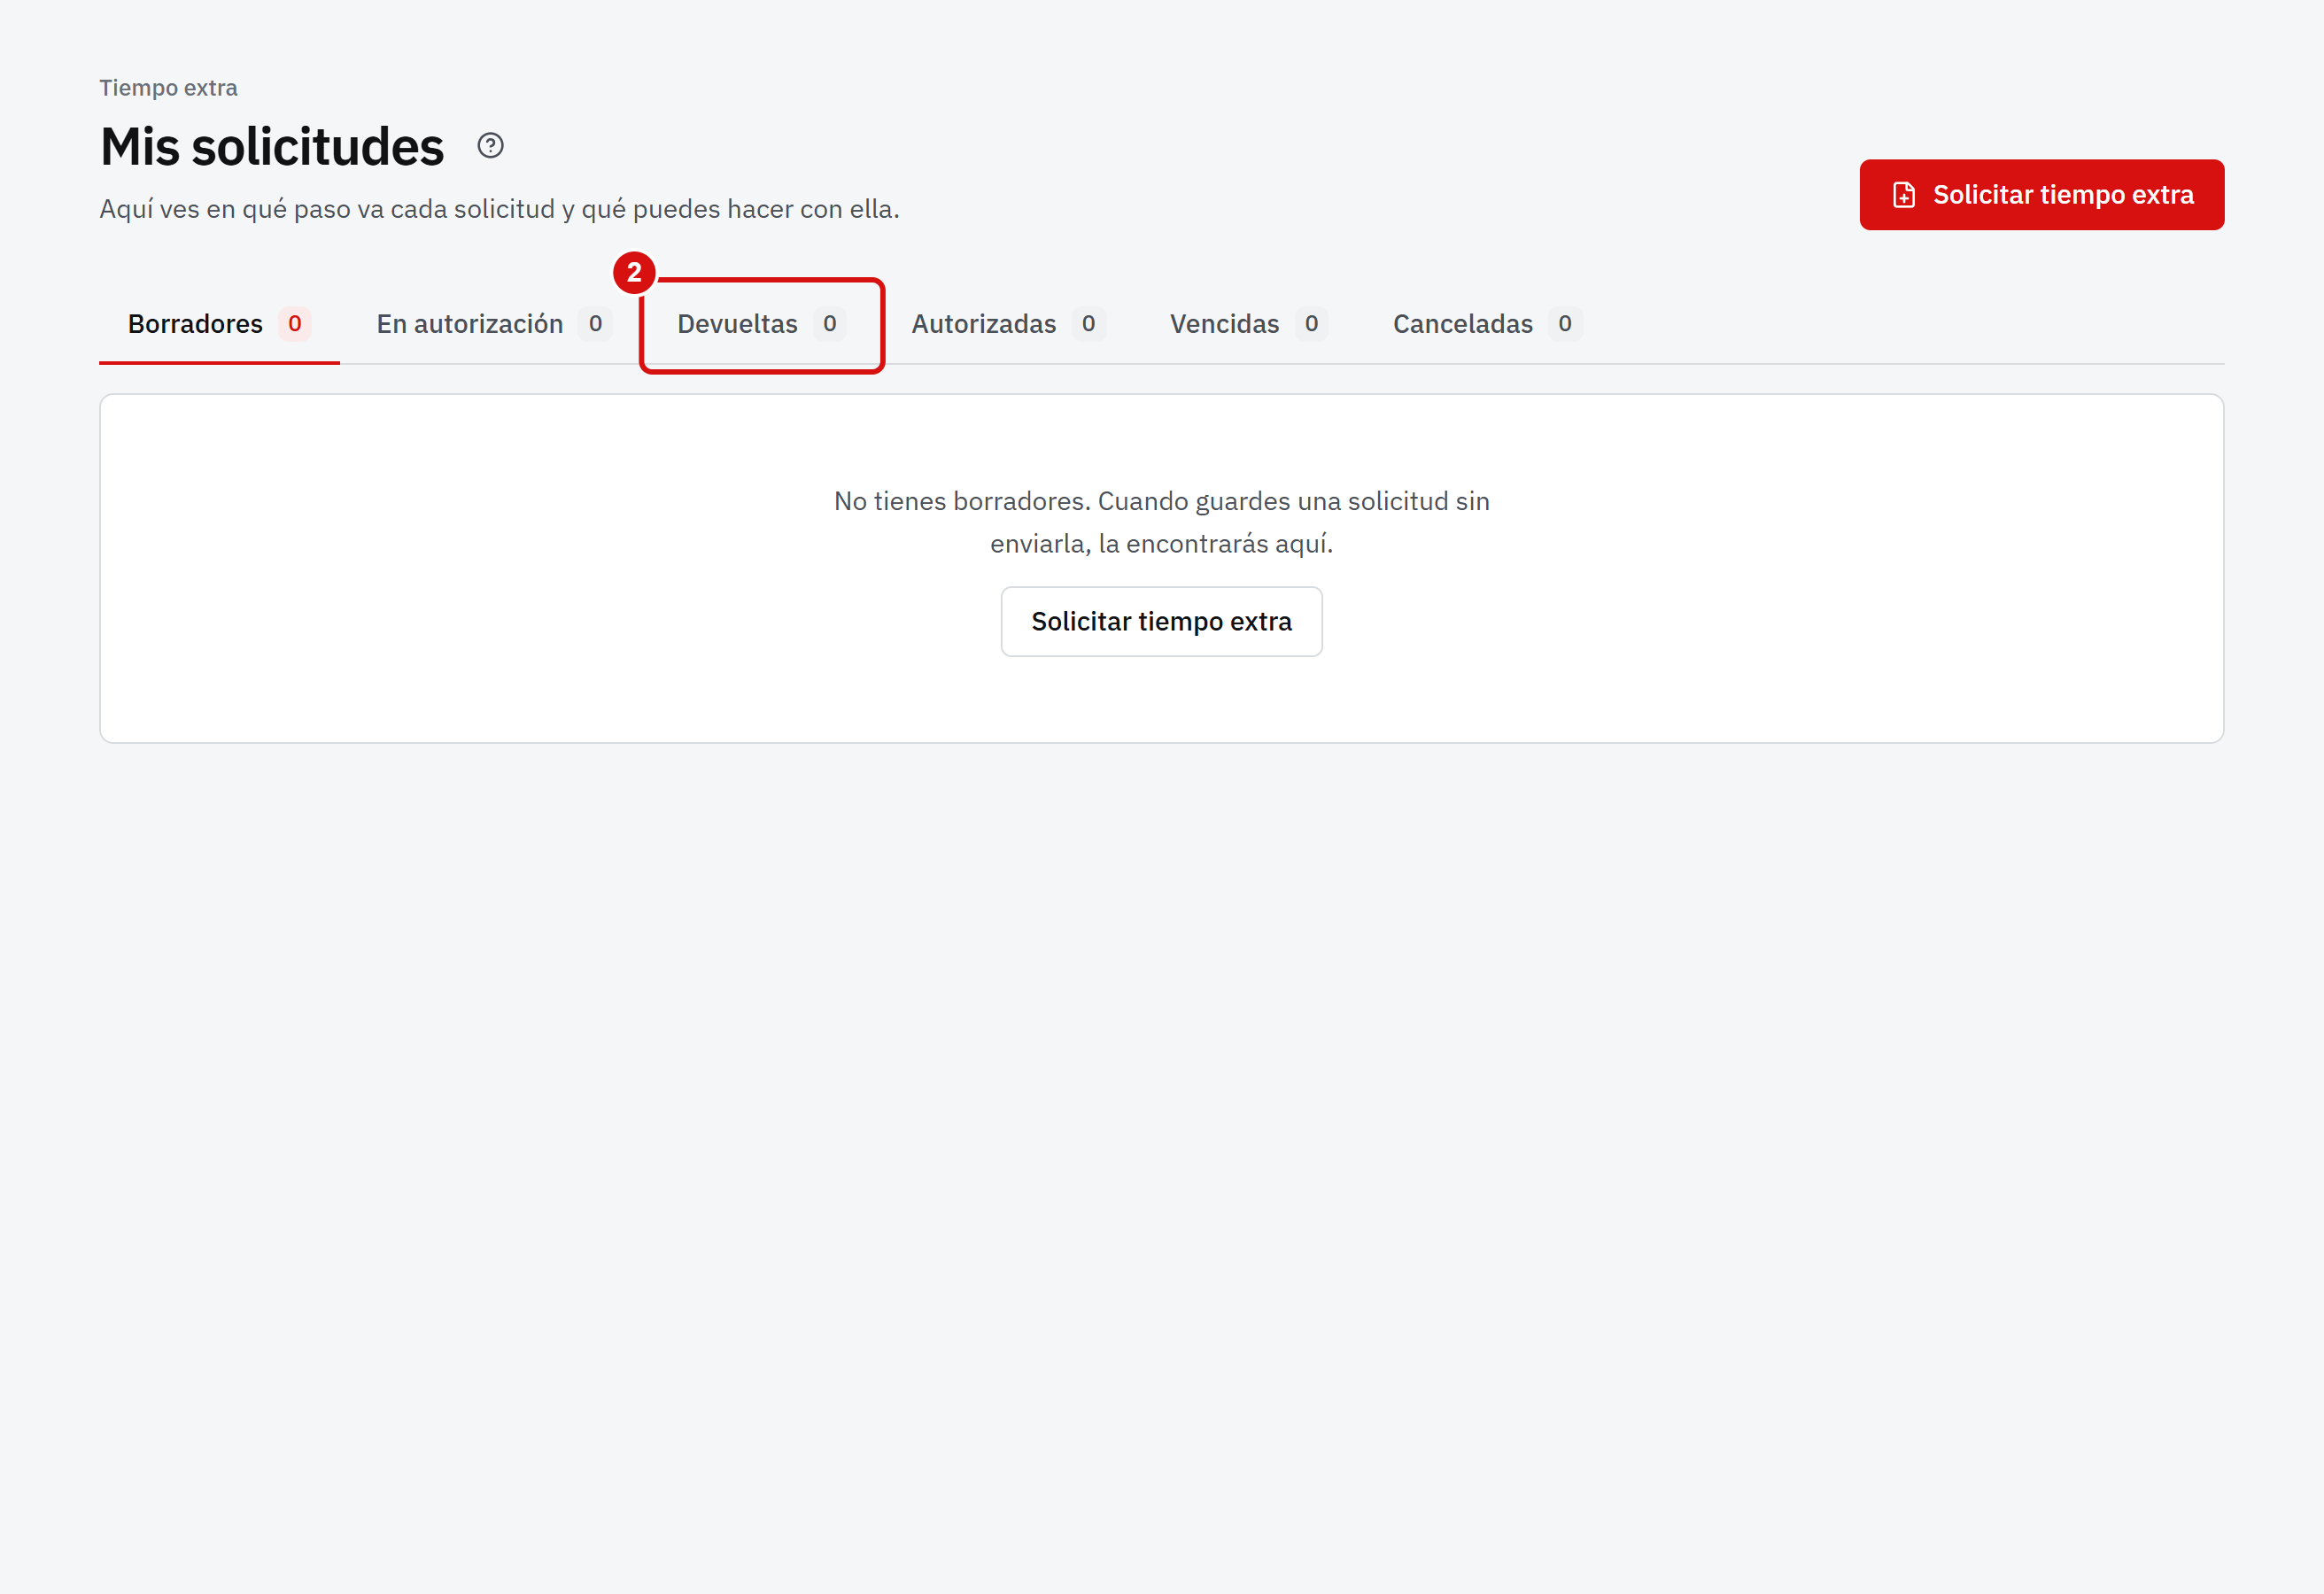 Tiempo extra
Mis solicitudes
Aquí ves en qué paso va cada solicitud y qué puedes hacer con ella.
Solicitar tiempo extra
2
Borradores 0 En autorización 0 Devueltas 0 Autorizadas 0 Vencidas 0 Canceladas 0
No tienes borradores. Cuando guardes una solicitud sin
enviarla, la encontrarás aquí.
Solicitar tiempo extra